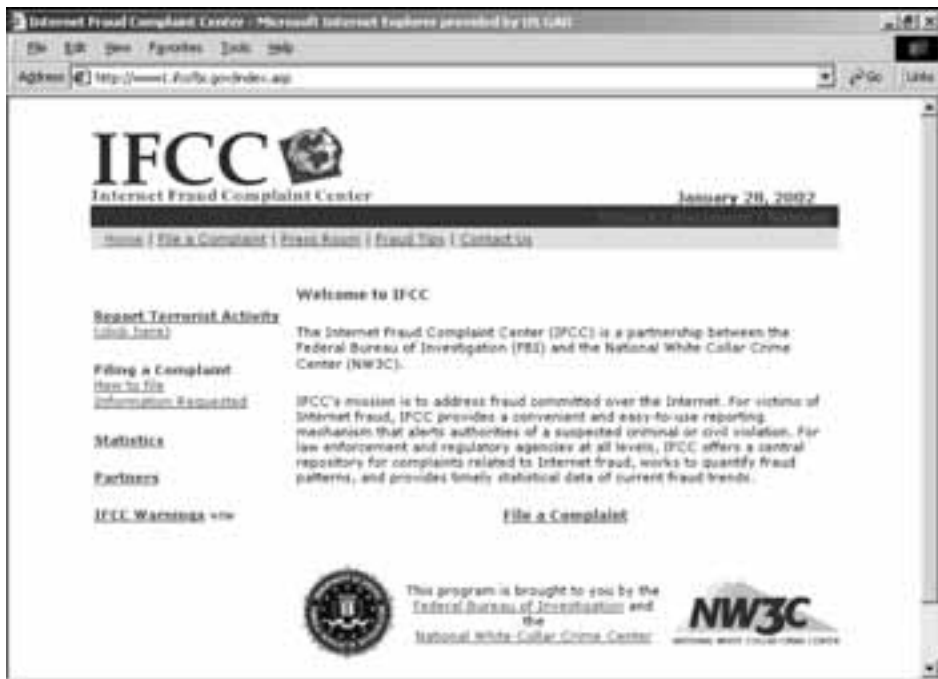 Internet Fraud Complaint Center - Microsoft Internet Explorer provided by US GAO
File Edit View Favorites Tools Help
Address Go Links
IFCC
Internet Fraud Complaint Center
January 28, 2002
Home | File a Complaint | Press Room | Fraud Tips | Contact Us
Report Terrorist Activity
(click here)
Filing a Complaint
How to file
Information Requested
Statistics
Partners
IFCC Warnings
Welcome to IFCC
The Internet Fraud Complaint Center (IFCC) is a partnership between the
Federal Bureau of Investigation (FBI) and the National White Collar Crime
Center (NW3C).
IFCC's mission is to address fraud committed over the Internet. For victims of
Internet fraud, IFCC provides a convenient and easy-to-use reporting
mechanism that alerts authorities of a suspected criminal or civil violation. For
law enforcement and regulatory agencies at all levels, IFCC offers a central
repository for complaints related to Internet fraud, works to quantify fraud
patterns, and provides timely statistical data of current fraud trends.
File a Complaint
This program is brought to you by the
Federal Bureau of Investigation and
the
National White Collar Crime Center
NW3C
NATIONAL WHITE COLLAR CRIME CENTER